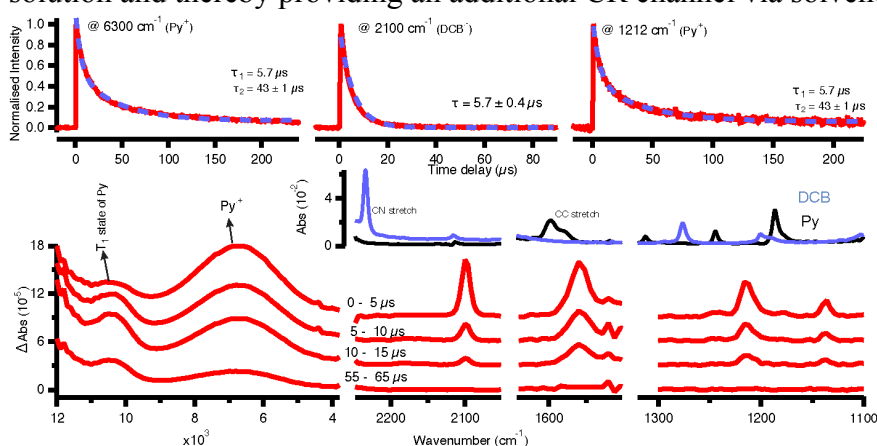 solution and thereby providing an additional CR channel via solvent
@ 6300 cm⁻¹ (Py⁺)
@ 2100 cm⁻¹ (DCB⁻)
@ 1212 cm⁻¹ (Py⁺)
Normalised Intensity
1.0
0.8
0.6
0.4
0.2
0.0
τ₁ = 5.7 μs
τ₂ = 43 ± 1 μs
τ = 5.7 ± 0.4 μs
τ₁ = 5.7 μs
τ₂ = 43 ± 1 μs
0 50 100 150 200
0 20 40 60 80
0 50 100 150 200
Time delay (μs)
Abs (10⁻²)
4
2
0
CN stretch
CC stretch
DCB
Py
T₁ state of Py
Py⁺
ΔAbs (10⁻⁵)
18
12
6
0
0 - 5 μs
5 - 10 μs
10 - 15 μs
55 - 65 μs
12 10 8 6 4
x10³
2200 2100 1600 1300 1200 1100
Wavenumber (cm⁻¹)